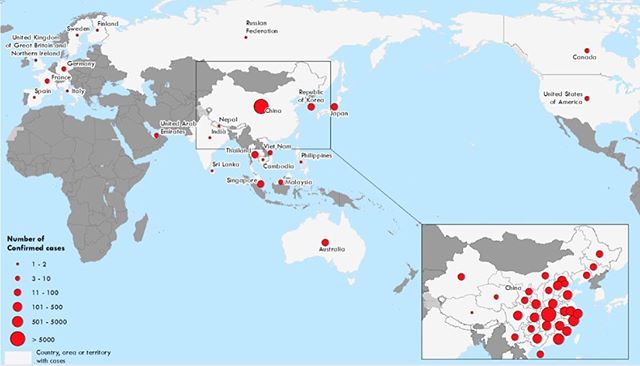 Russian
Federation
Finland
Sweden
United Kingdom
of Great Britain and
Northern Ireland
Germany
France
Spain
Italy
Canada
United States
of America
Republic
of Korea
Japan
China
Nepal
India
United Arab
Emirates
Viet Nam
Thailand
Philippines
Cambodia
Sri Lanka
Singapore
Malaysia
Australia
China
Number of
Confirmed cases
1 - 2
3 - 10
11 - 100
101 - 500
501 - 5000
> 5000
Country, area or territory
with cases